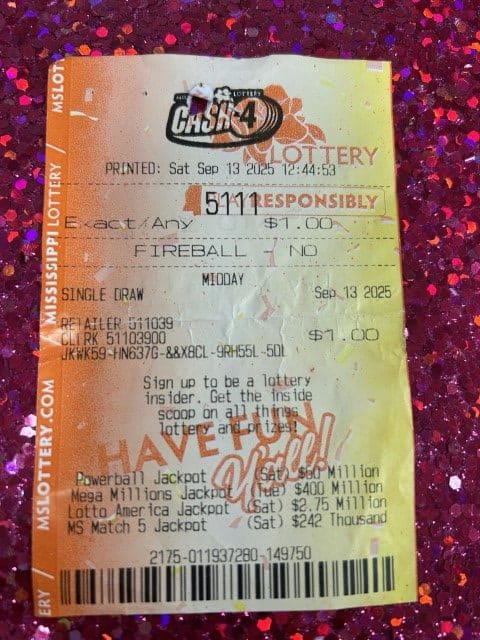 LOTTERY
CASH 4
LOTTERY
PRINTED: Sat Sep 13 2025 12:44:53
RESPONSIBLY
5111
Exact/Any $1.00
FIREBALL NO
MIDDAY
SINGLE DRAW Sep 13 2025
RETAILER 511039
CLERK 51103900 $1.00
JKWK59-HN637G-&&X8CL-9RH55L-5DL
Sign up to be a lottery
insider. Get the inside
scoop on all things
lottery and prizes!
HAVE FUN
Y'all!
Powerball Jackpot (Sat) $60 Million
Mega Millions Jackpot (Tue) $400 Million
Lotto America Jackpot (Sat) $2.75 Million
MS Match 5 Jackpot (Sat) $242 Thousand
2175-011937280-149750
ERY / MSLOTTERY.COM / MISSISSIPPI LOTTERY / MSLOT